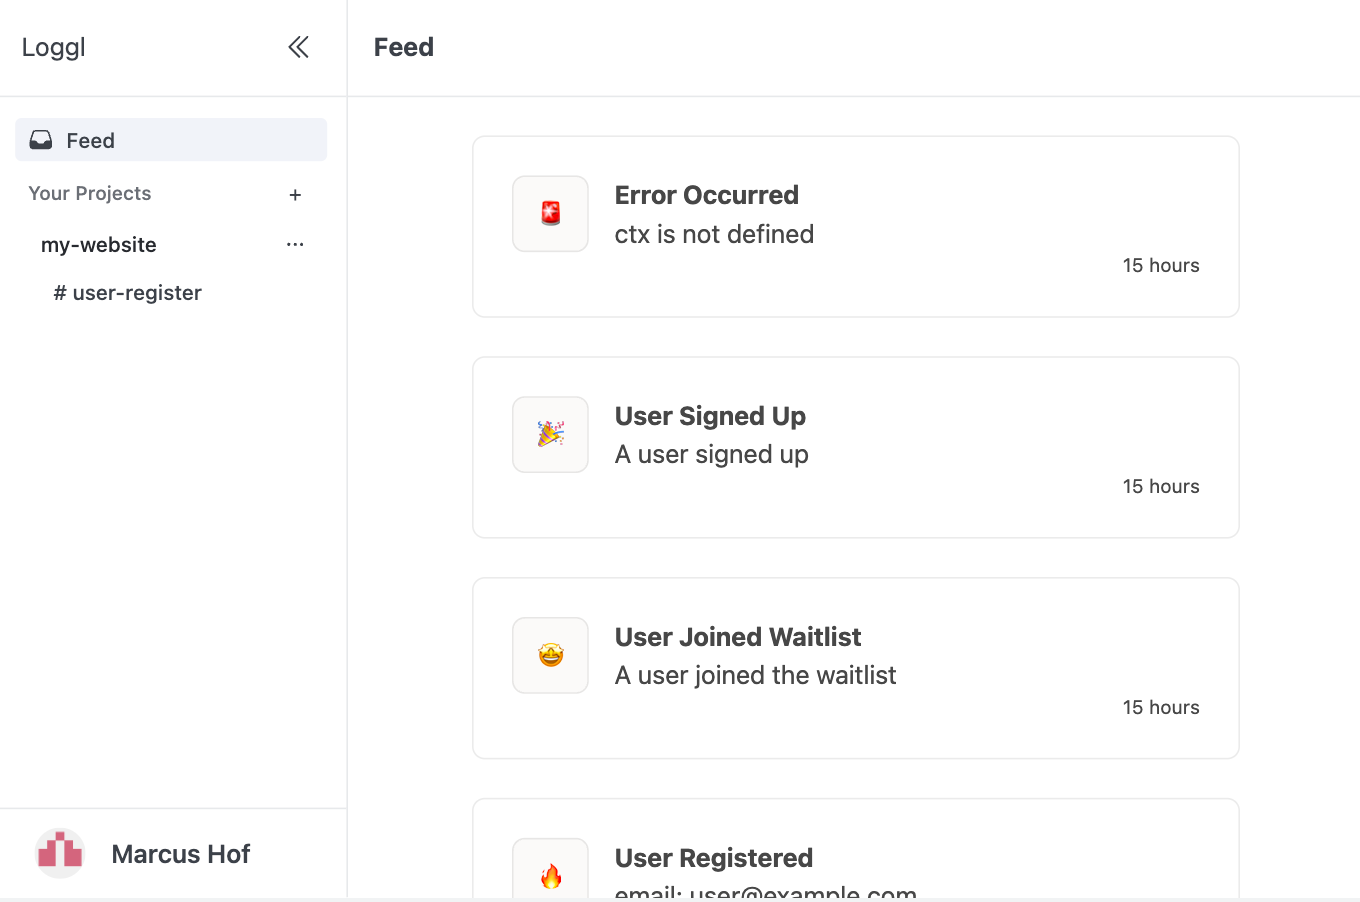 Loggl
Feed
Feed
Your Projects
my-website
# user-register
Marcus Hof
Error Occurred
ctx is not defined
15 hours
User Signed Up
A user signed up
15 hours
User Joined Waitlist
A user joined the waitlist
15 hours
User Registered
email: user@example.com